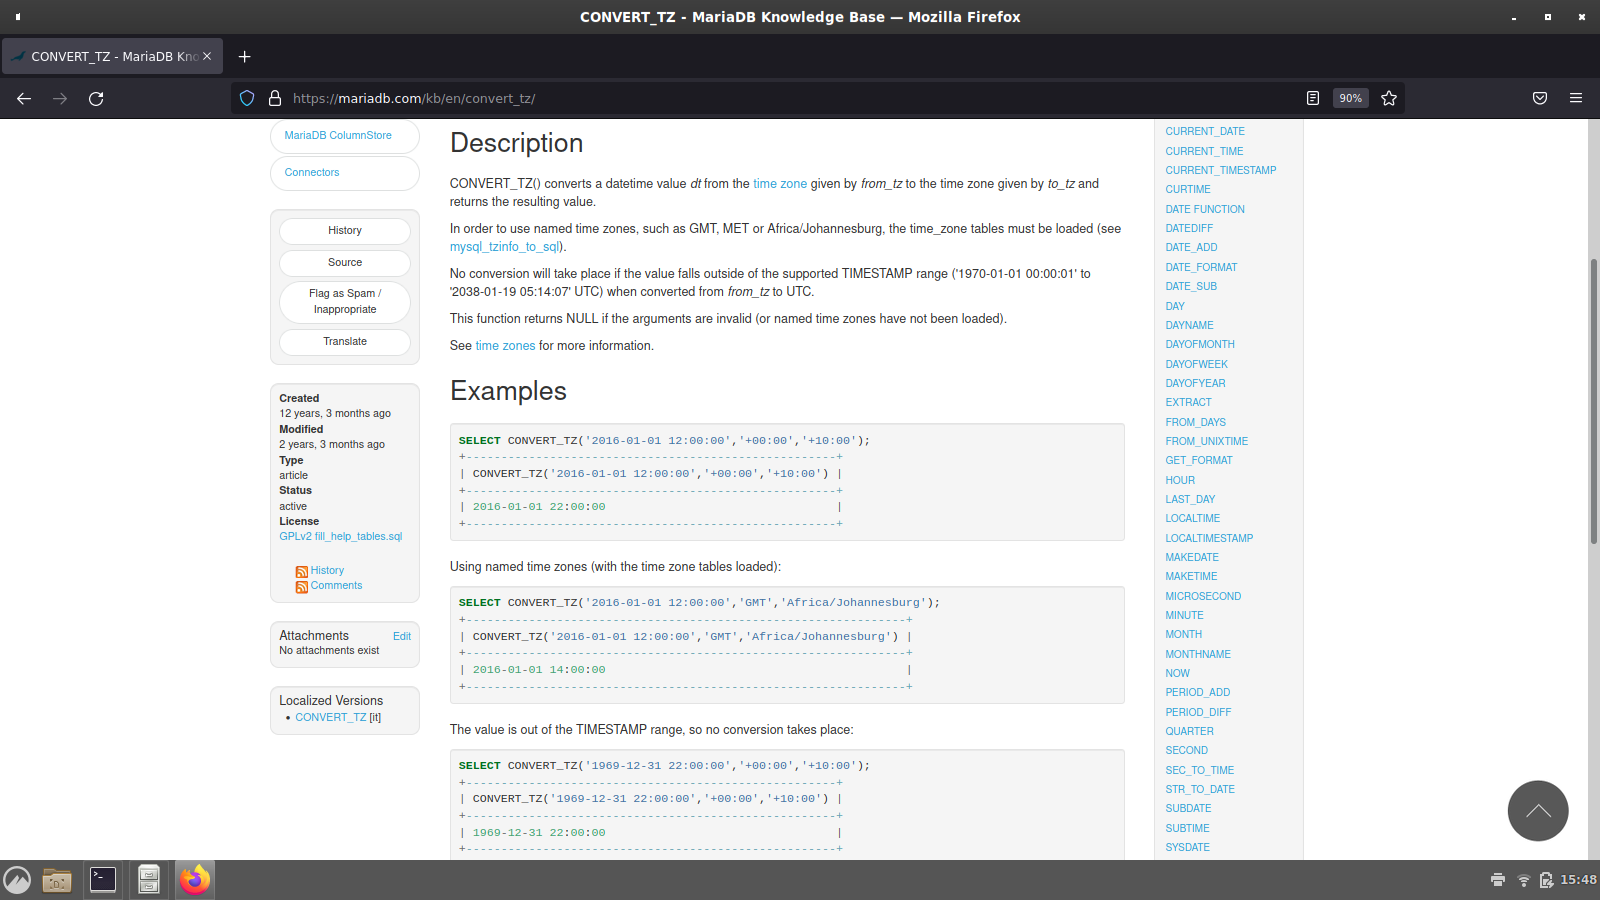 CONVERT_TZ - MariaDB Knowledge Base — Mozilla Firefox
CONVERT_TZ - MariaDB Kno
https://mariadb.com/kb/en/convert_tz/
90%
MariaDB ColumnStore
Connectors
History
Source
Flag as Spam /
Inappropriate
Translate
Created
12 years, 3 months ago
Modified
2 years, 3 months ago
Type
article
Status
active
License
GPLv2 fill_help_tables.sql
History
Comments
Attachments
Edit
No attachments exist
Localized Versions
• CONVERT_TZ [it]
Description
CONVERT_TZ() converts a datetime value dt from the time zone given by from_tz to the time zone given by to_tz and
returns the resulting value.
In order to use named time zones, such as GMT, MET or Africa/Johannesburg, the time_zone tables must be loaded (see
mysql_tzinfo_to_sql).
No conversion will take place if the value falls outside of the supported TIMESTAMP range ('1970-01-01 00:00:01' to
'2038-01-19 05:14:07' UTC) when converted from from_tz to UTC.
This function returns NULL if the arguments are invalid (or named time zones have not been loaded).
See time zones for more information.
Examples
SELECT CONVERT_TZ('2016-01-01 12:00:00','+00:00','+10:00');
+-----------------------------------------------------+
| CONVERT_TZ('2016-01-01 12:00:00','+00:00','+10:00') |
+-----------------------------------------------------+
| 2016-01-01 22:00:00                                 |
+-----------------------------------------------------+
Using named time zones (with the time zone tables loaded):
SELECT CONVERT_TZ('2016-01-01 12:00:00','GMT','Africa/Johannesburg');
+---------------------------------------------------------------+
| CONVERT_TZ('2016-01-01 12:00:00','GMT','Africa/Johannesburg') |
+---------------------------------------------------------------+
| 2016-01-01 14:00:00                                           |
+---------------------------------------------------------------+
The value is out of the TIMESTAMP range, so no conversion takes place:
SELECT CONVERT_TZ('1969-12-31 22:00:00','+00:00','+10:00');
+-----------------------------------------------------+
| CONVERT_TZ('1969-12-31 22:00:00','+00:00','+10:00') |
+-----------------------------------------------------+
| 1969-12-31 22:00:00                                 |
+-----------------------------------------------------+
CURRENT_DATE
CURRENT_TIME
CURRENT_TIMESTAMP
CURTIME
DATE FUNCTION
DATEDIFF
DATE_ADD
DATE_FORMAT
DATE_SUB
DAY
DAYNAME
DAYOFMONTH
DAYOFWEEK
DAYOFYEAR
EXTRACT
FROM_DAYS
FROM_UNIXTIME
GET_FORMAT
HOUR
LAST_DAY
LOCALTIME
LOCALTIMESTAMP
MAKEDATE
MAKETIME
MICROSECOND
MINUTE
MONTH
MONTHNAME
NOW
PERIOD_ADD
PERIOD_DIFF
QUARTER
SECOND
SEC_TO_TIME
STR_TO_DATE
SUBDATE
SUBTIME
SYSDATE
15:48